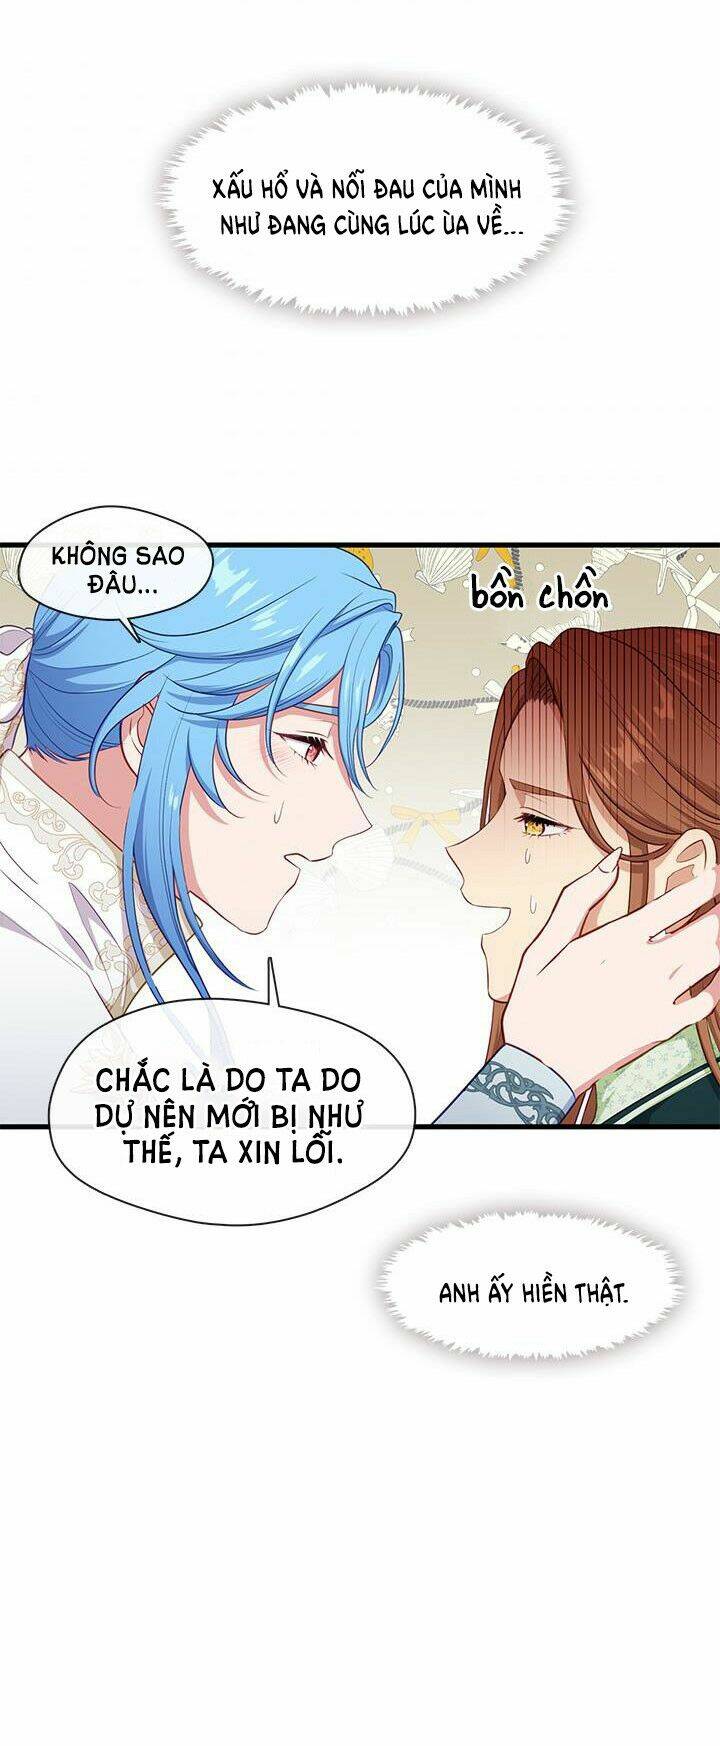 XẤU HỔ VÀ NỖI ĐAU CỦA MÌNH
NHƯ ĐANG CÙNG LÚC ÙA VỀ...
KHÔNG SAO
ĐÂU...
bồn chồn
CHẮC LÀ DO TA DO
DỰ NÊN MỚI BỊ NHƯ
THẾ, TA XIN LỖI.
ANH ẤY HIỀN THẬT.